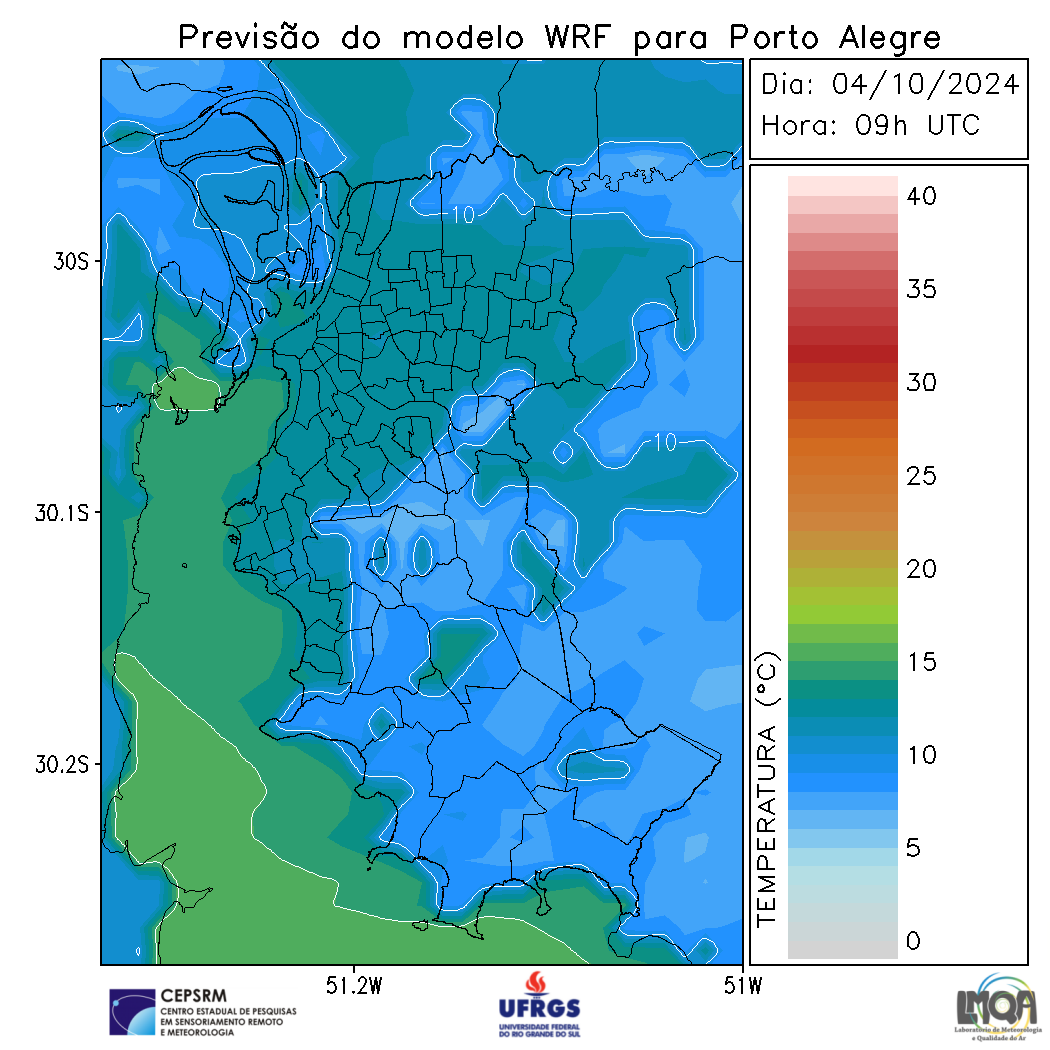 Previsão do modelo WRF para Porto Alegre
Dia: 04/10/2024
Hora: 09h UTC
40
35
30
25
20
15
10
5
0
TEMPERATURA (°C)
10
10
30S
30.1S
30.2S
51.2W
51W
CEPSRM
CENTRO ESTADUAL DE PESQUISAS
EM SENSORIAMENTO REMOTO
E METEOROLOGIA
UFRGS
UNIVERSIDADE FEDERAL
DO RIO GRANDE DO SUL
LMQA
Laboratório de Meteorologia
e Qualidade do Ar